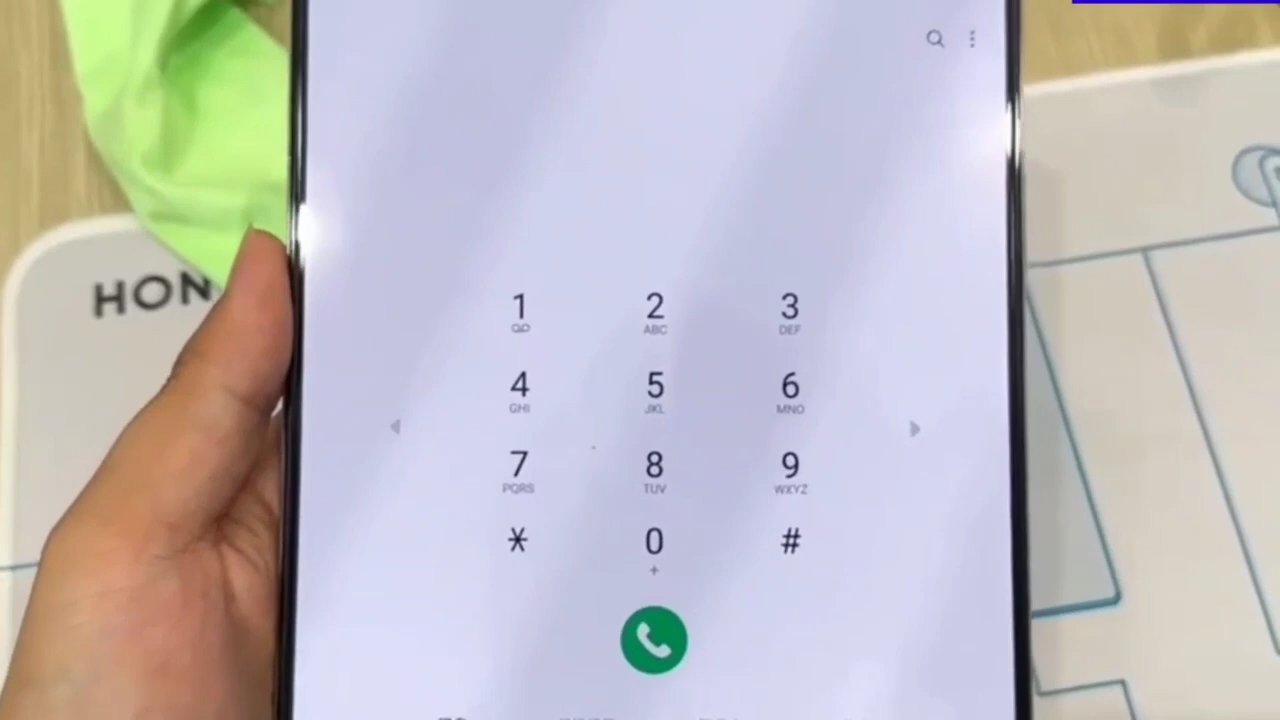 HON
1 2 3
ABC DEF
4 5 6
GHI JKL MNO
7 8 9
PQRS TUV WXYZ
* 0 #
+